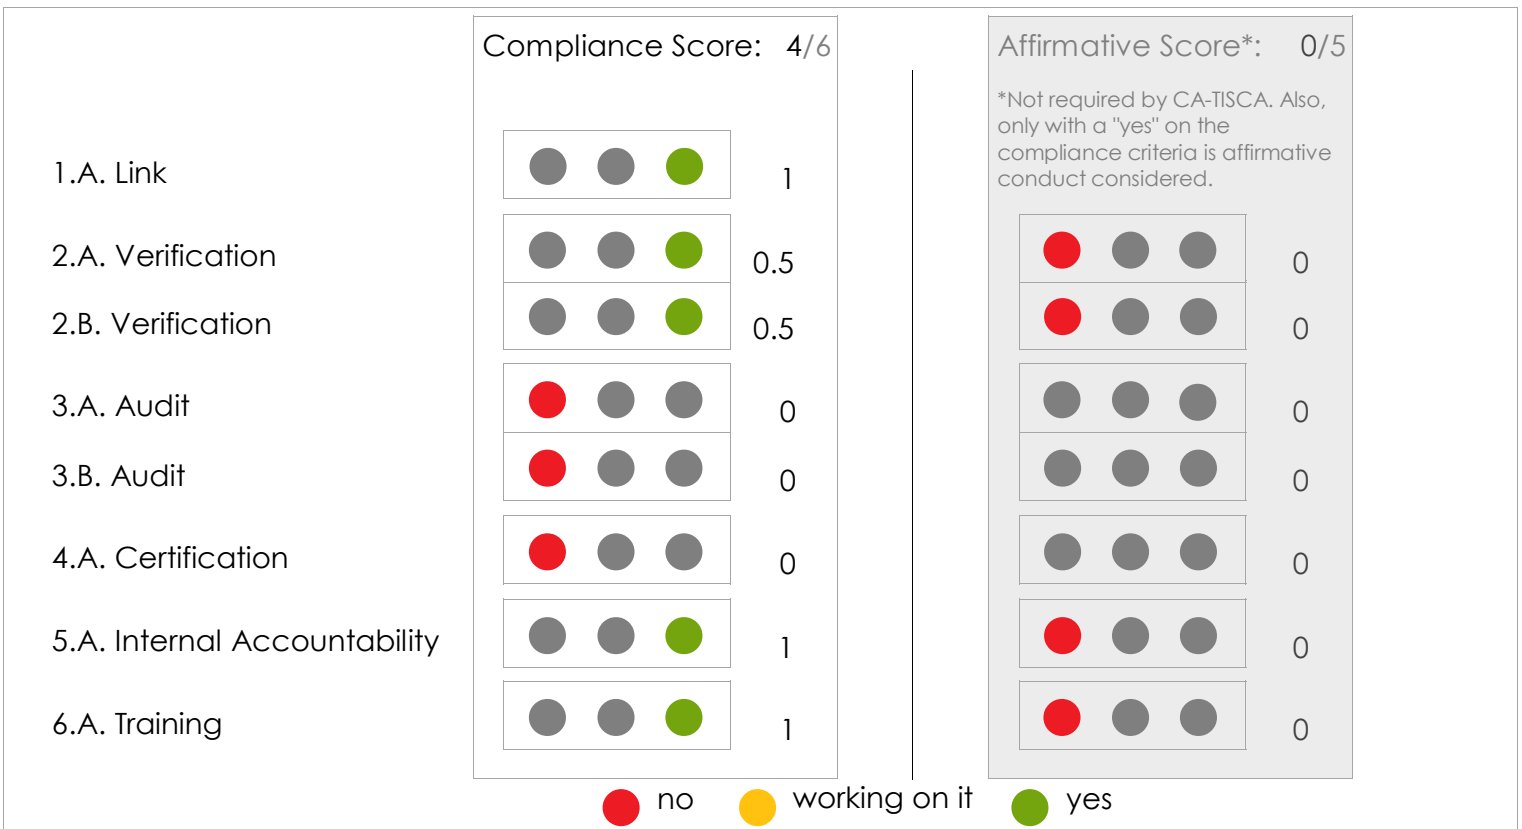 Compliance Score: 4/6
Affirmative Score*: 0/5
*Not required by CA-TISCA. Also,
only with a "yes" on the
compliance criteria is affirmative
conduct considered.
1.A. Link 1
2.A. Verification 0.5 0
2.B. Verification 0.5 0
3.A. Audit 0 0
3.B. Audit 0 0
4.A. Certification 0 0
5.A. Internal Accountability 1 0
6.A. Training 1 0
no working on it yes